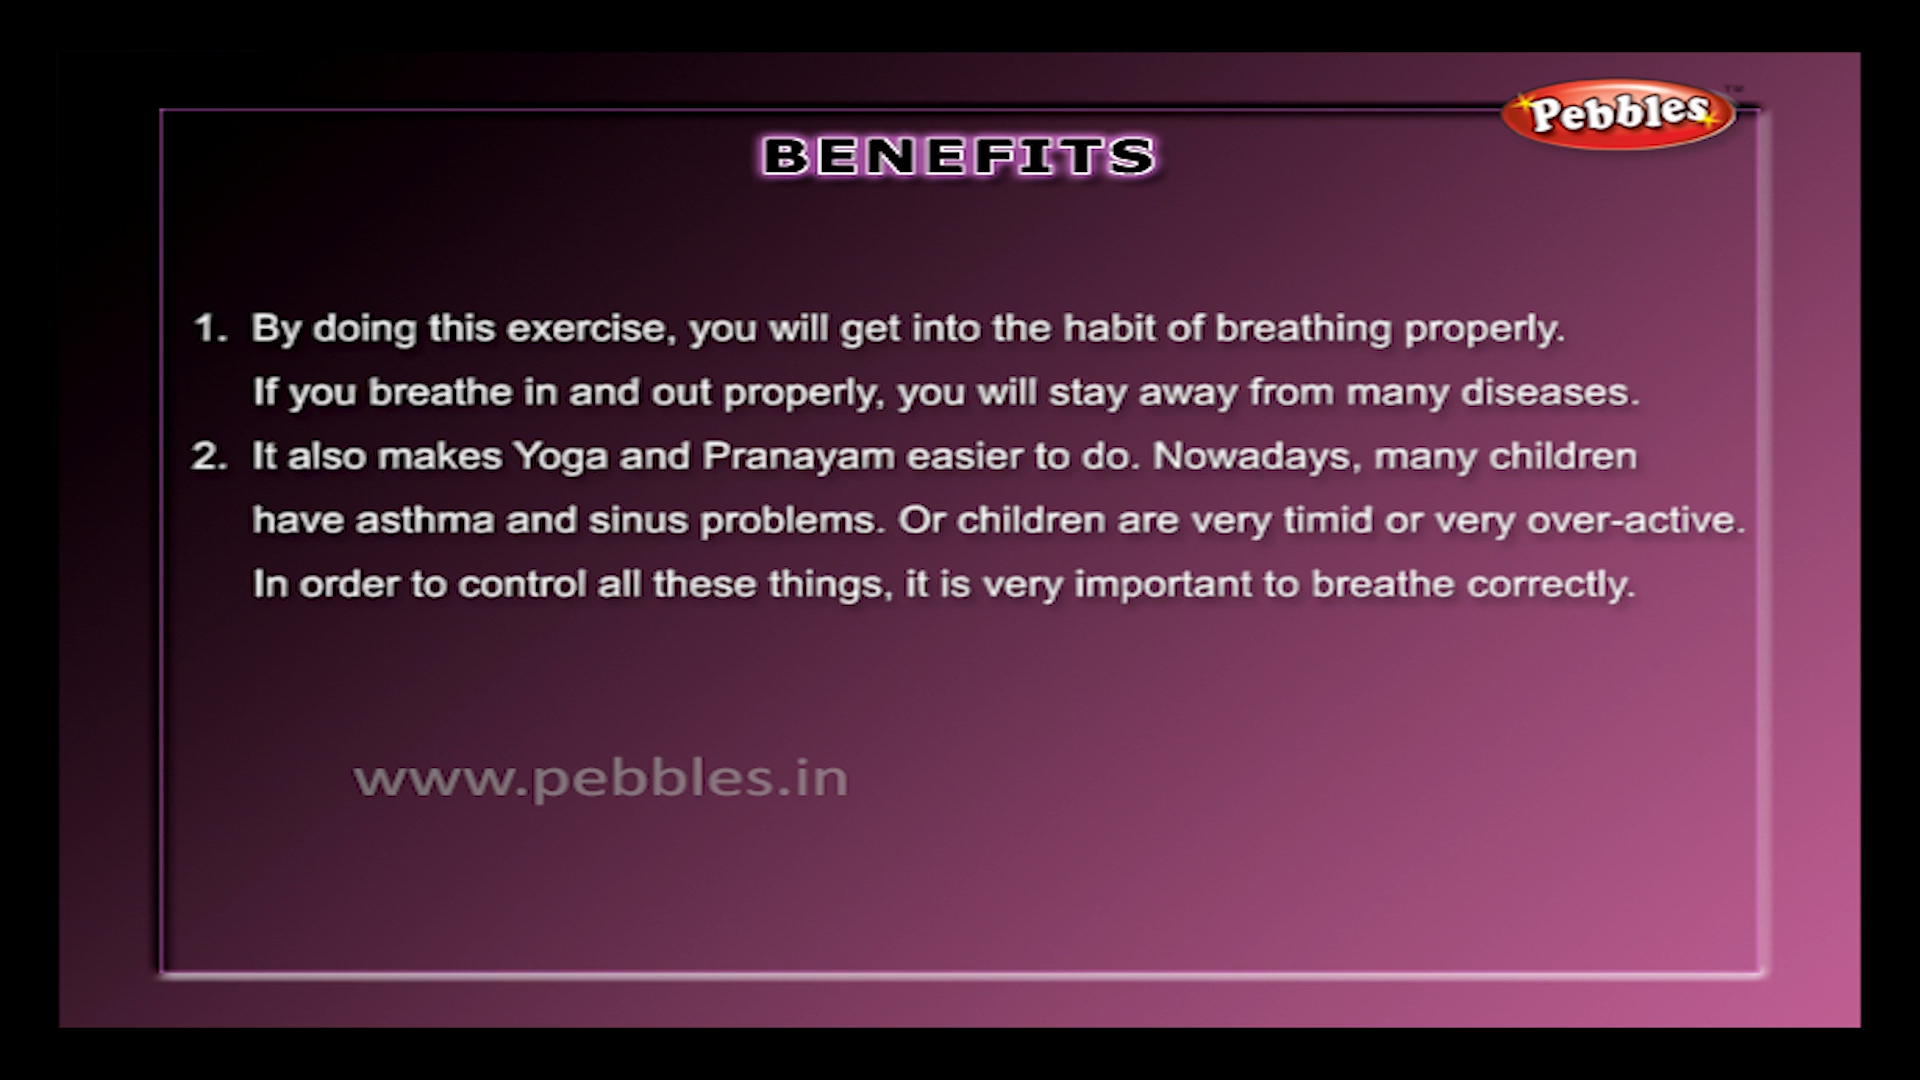 Pebbles™
BENEFITS
1. By doing this exercise, you will get into the habit of breathing properly.
If you breathe in and out properly, you will stay away from many diseases.
2. It also makes Yoga and Pranayam easier to do. Nowadays, many children
have asthma and sinus problems. Or children are very timid or very over-active.
In order to control all these things, it is very important to breathe correctly.
www.pebbles.in